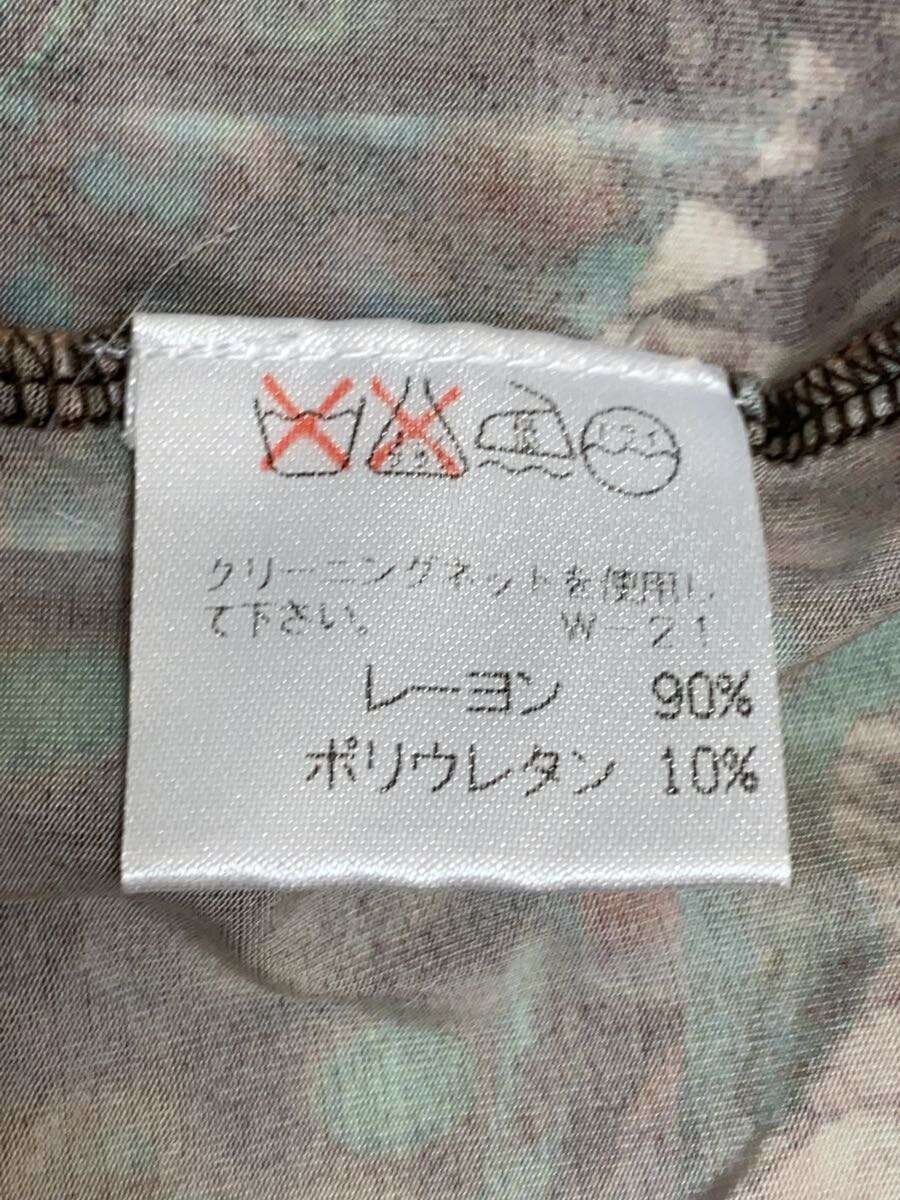 クリーニングネットを使用し
て下さい。 W-21
レーヨン 90%
ポリウレタン 10%